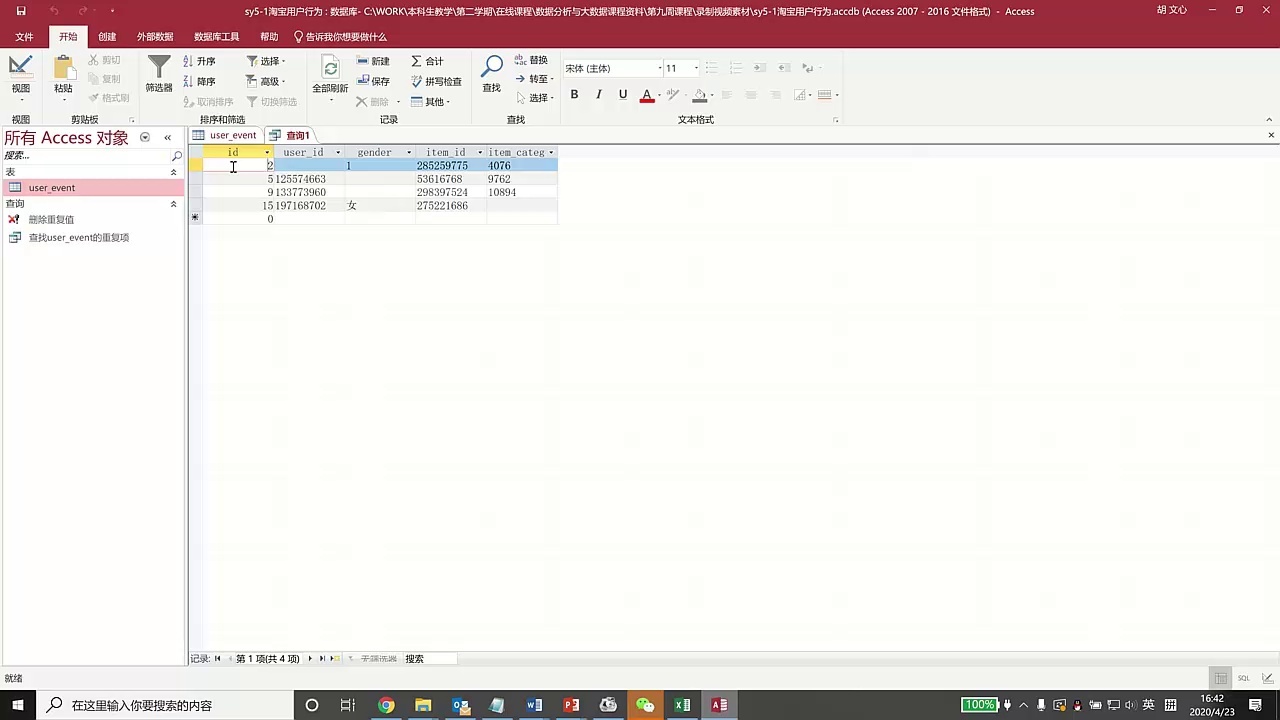 sy5-1淘宝用户行为 : 数据库- C:\WORK\本科生教学\第二学期\在线课程\数据分析与大数据课程资料\第九周课程\录制视频素材\sy5-1淘宝用户行为.accdb (Access 2007 - 2016 文件格式) - Access
胡 文心
文件 开始 创建 外部数据 数据库工具 帮助 告诉我你想要做什么
视图 粘贴 剪切 复制 格式刷
筛选器 升序 降序 取消排序 选择 高级 切换筛选
全部刷新 新建 保存 删除 合计 拼写检查 其他
查找 替换 转至 选择
宋体 (主体) 11
B I U A
视图 剪贴板 排序和筛选 记录 查找 文本格式
所有 Access 对象
搜索...
表
user_event
查询
删除重复值
查找user_event的重复项
user_event 查询1
id user_id gender item_id item_categ
2 1 285259775 4076
5 125574663 53616768 9762
9 133773960 298397524 10894
15 197168702 女 275221686
* 0
记录: 第 1 项(共 4 项) 无筛选器 搜索
就绪 SQL
在这里输入你要搜索的内容
100% 英 拼 16:42
2020/4/23